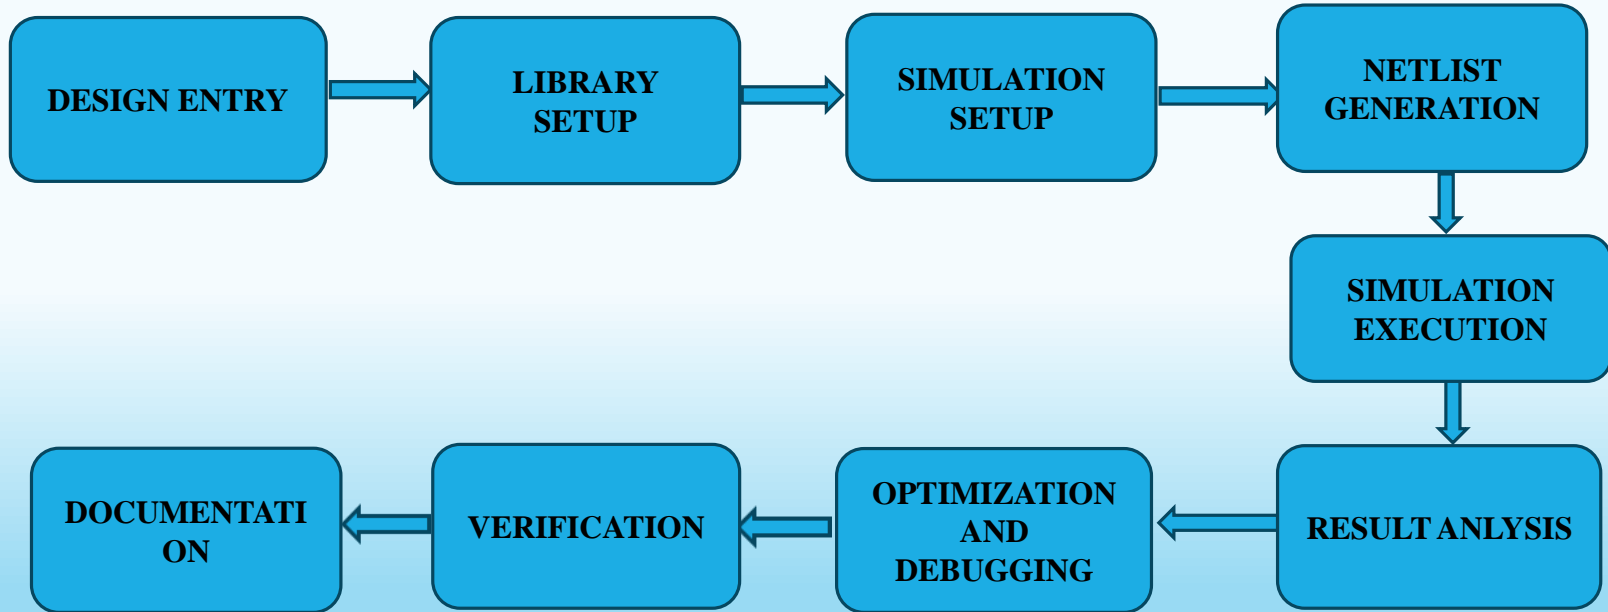 DESIGN ENTRY
LIBRARY
SETUP
SIMULATION
SETUP
NETLIST
GENERATION
SIMULATION
EXECUTION
RESULT ANLYSIS
OPTIMIZATION
AND
DEBUGGING
VERIFICATION
DOCUMENTATI
ON